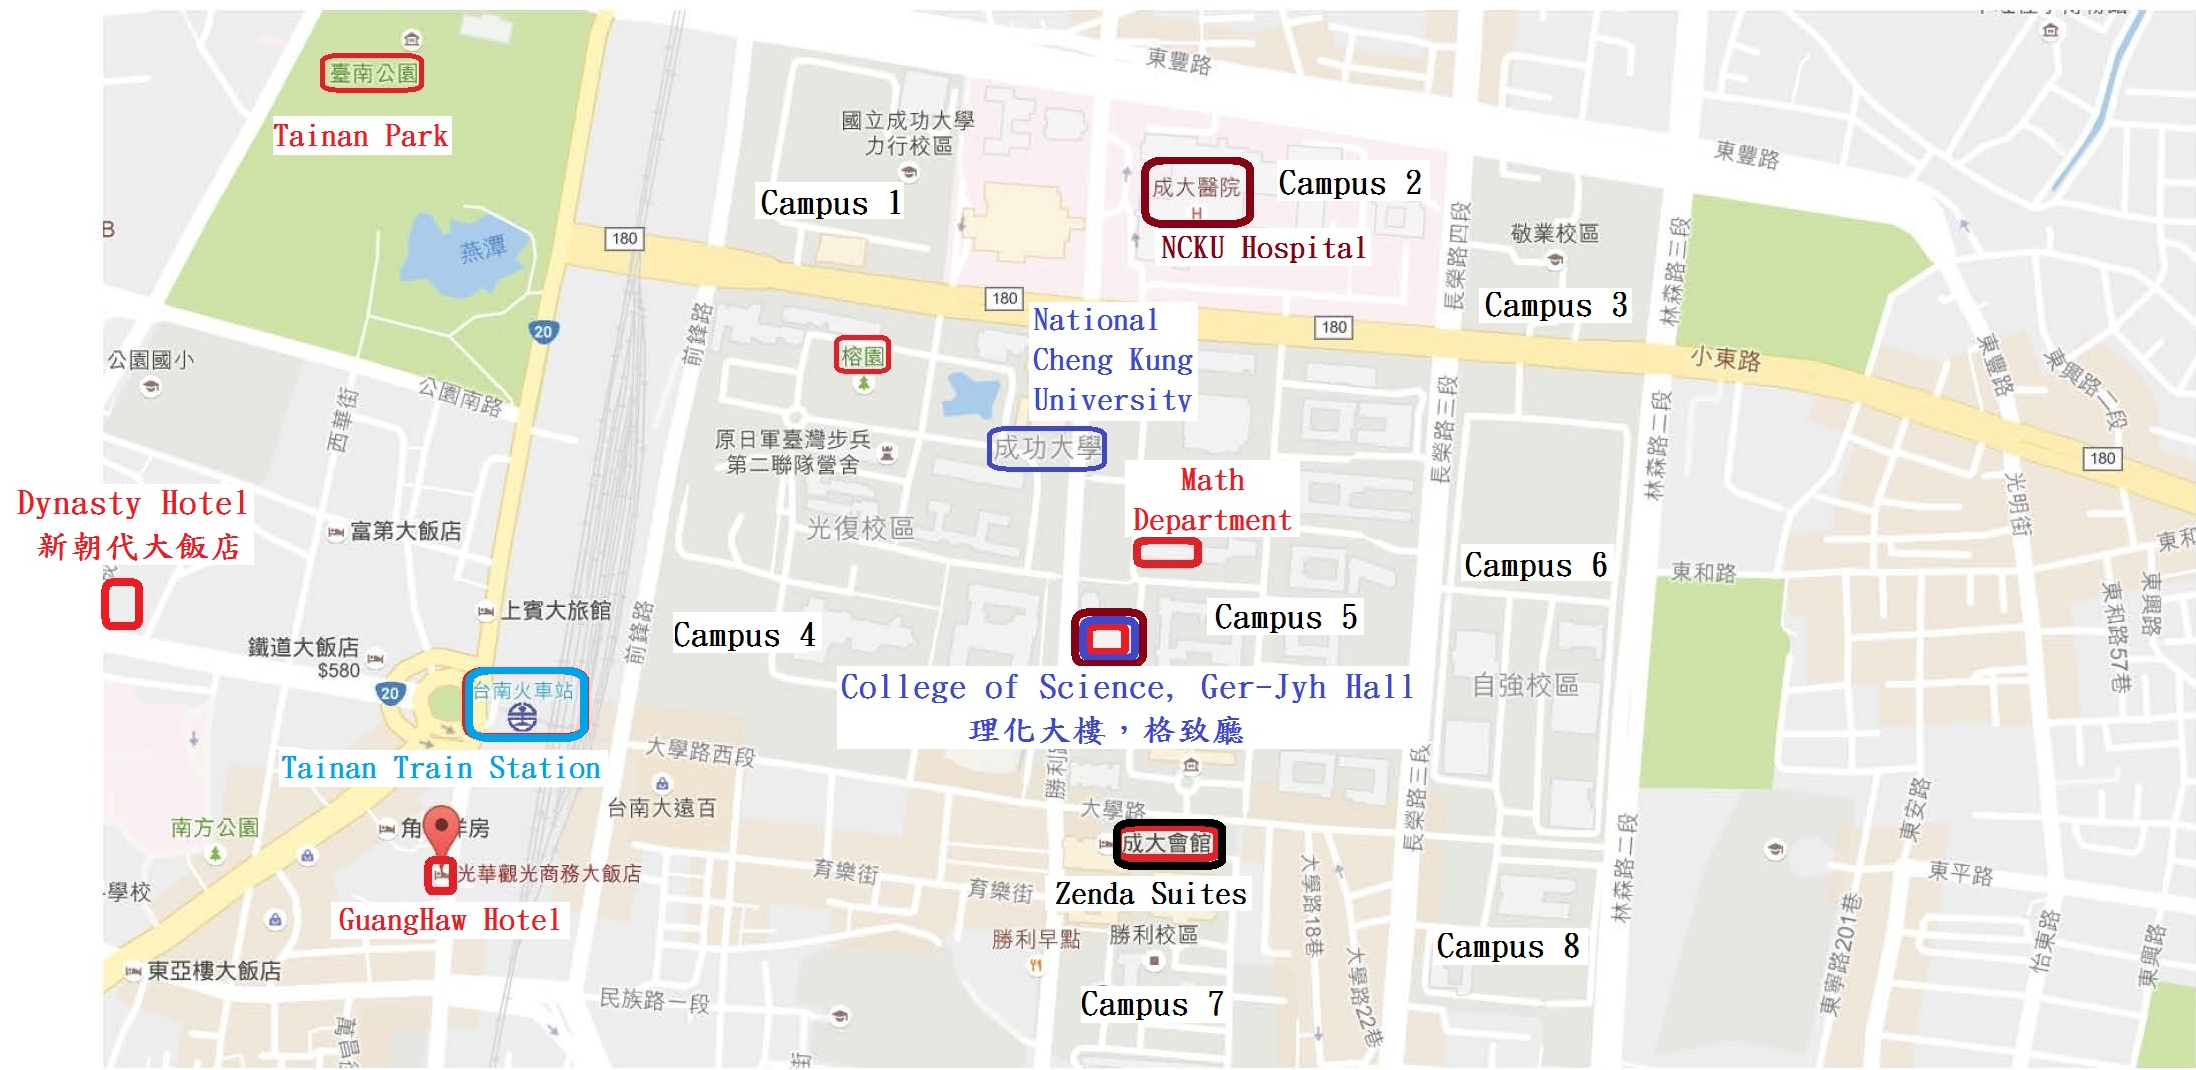 臺南公園
Tainan Park
燕潭
B
公園國小
公園南路
西華街
180
20
前鋒路
國立成功大學
力行校區
Campus 1
東豐路
成大醫院
H
NCKU Hospital
Campus 2
長榮路四段
敬業校區
Campus 3
林森路三段
東豐路
180
180
小東路
東豐路
東興路二段
180
光明街
榕園
National
Cheng Kung
University
成功大學
原日軍臺灣步兵
第二聯隊營舍
光復校區
Math
Department
長榮路三段
林森路二段
Dynasty Hotel
新朝代大飯店
富第大飯店
上賓大旅館
前鋒路
鐵道大飯店
$580
20
台南火車站
Tainan Train Station
Campus 4
Campus 5
Campus 6
東和路
東和
東興路
東和路57巷
College of Science, Ger-Jyh Hall
理化大樓，格致廳
自強校區
大學路西段
台南大遠百
勝利
大學路
長榮路三段
南方公園
光華觀光商務大飯店
GuangHaw Hotel
學校
東亞樓大飯店
育樂街
育樂街
成大會館
Zenda Suites
勝利早點
勝利校區
Campus 7
大學路18巷
大學路22巷
林森路二段
Campus 8
東安路
東平路
東寧路201巷
怡東路
東興路
民族路一段
萬昌
街